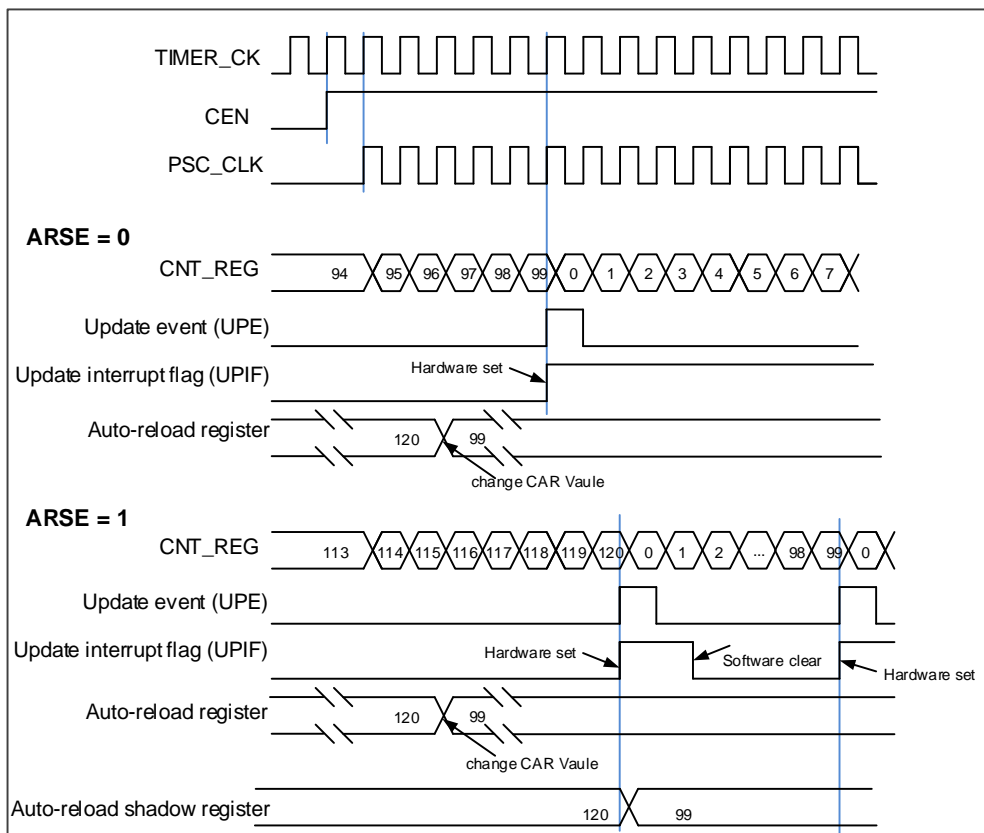 TIMER_CK
CEN
PSC_CLK
ARSE = 0
CNT_REG 94 95 96 97 98 99 0 1 2 3 4 5 6 7
Update event (UPE)
Hardware set
Update interrupt flag (UPIF)
Auto-reload register 120 99
change CAR Vaule
ARSE = 1
CNT_REG 113 114 115 116 117 118 119 120 0 1 2 ... 98 99 0
Update event (UPE)
Update interrupt flag (UPIF) Hardware set Software clear Hardware set
Auto-reload register 120 99
change CAR Vaule
Auto-reload shadow register 120 99